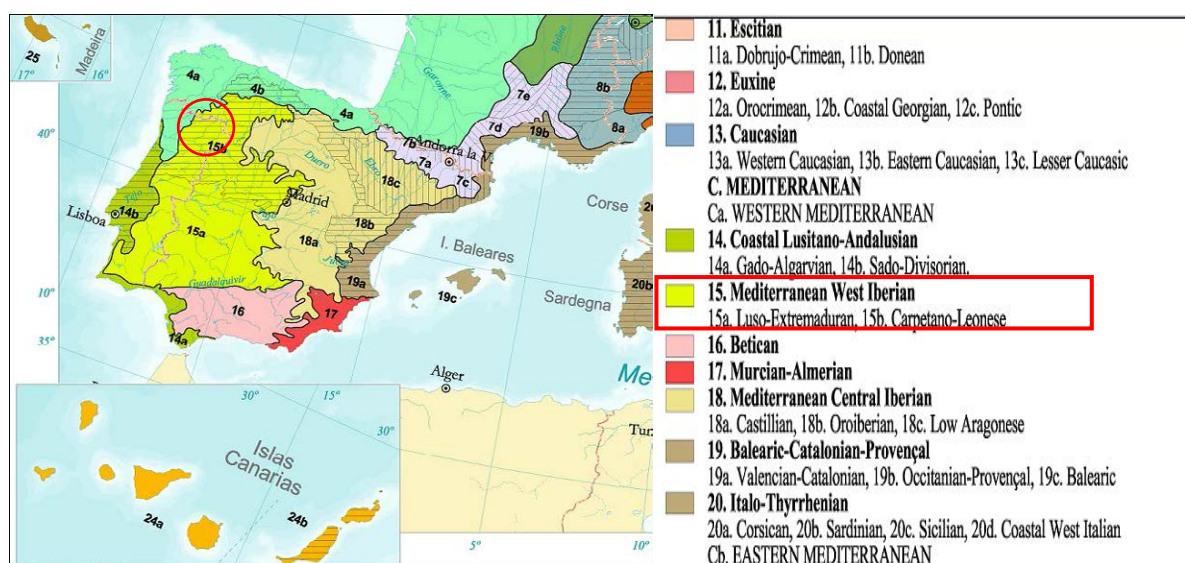 25
Madeira
17°
16°
4a
4b
4a
Garonne
Rhône
40°
15b
7e
7d
7b
7a
7c
19b
8b
8a
Andorra la V.
Duero
Ebro
18c
Corse
Tajo
Lisboa
14b
Madrid
Tajo
18b
15a
18a
Jucar
I. Baleares
19a
19c
Sardegna
20b
10°
Guadalquivir
16
17
14a
35°
Alger
Me
30°
15°
30°
Islas
Canarias
24a
24b
5°
10°
11. Escitian
11a. Dobrujo-Crimean, 11b. Donean
12. Euxine
12a. Orocrimean, 12b. Coastal Georgian, 12c. Pontic
13. Caucasian
13a. Western Caucasian, 13b. Eastern Caucasian, 13c. Lesser Caucasic
C. MEDITERRANEAN
Ca. WESTERN MEDITERRANEAN
14. Coastal Lusitano-Andalusian
14a. Gado-Algarvian, 14b. Sado-Divisorian.
15. Mediterranean West Iberian
15a. Luso-Extremaduran, 15b. Carpetano-Leonese
16. Betican
17. Murcian-Almerian
18. Mediterranean Central Iberian
18a. Castillian, 18b. Oroiberian, 18c. Low Aragonese
19. Balearic-Catalonian-Provençal
19a. Valencian-Catalonian, 19b. Occitanian-Provençal, 19c. Balearic
20. Italo-Thyrrhenian
20a. Corsican, 20b. Sardinian, 20c. Sicilian, 20d. Coastal West Italian
Cb. EASTERN MEDITERRANEAN